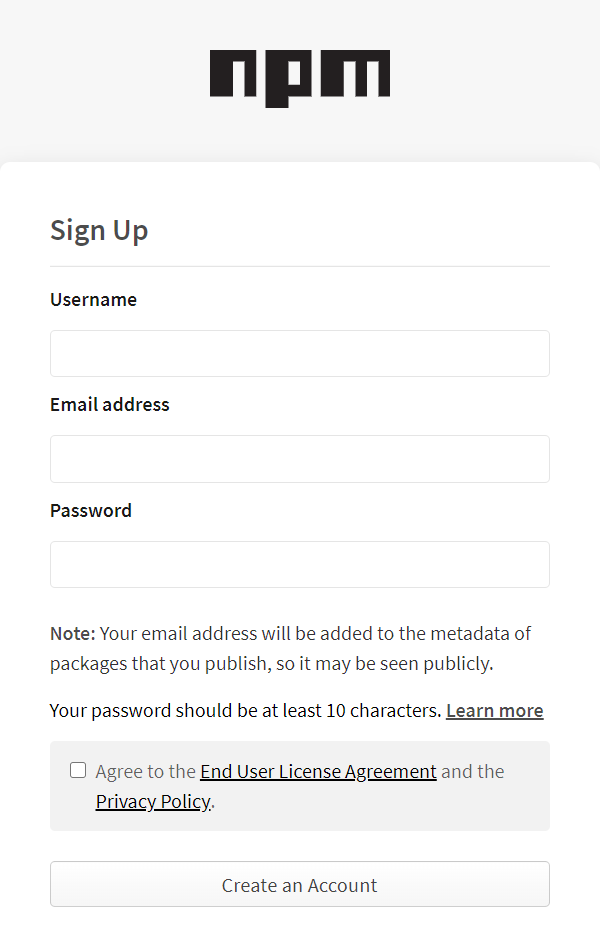 npm
Sign Up
Username
Email address
Password
Note: Your email address will be added to the metadata of
packages that you publish, so it may be seen publicly.
Your password should be at least 10 characters. Learn more
Agree to the End User License Agreement and the
Privacy Policy.
Create an Account